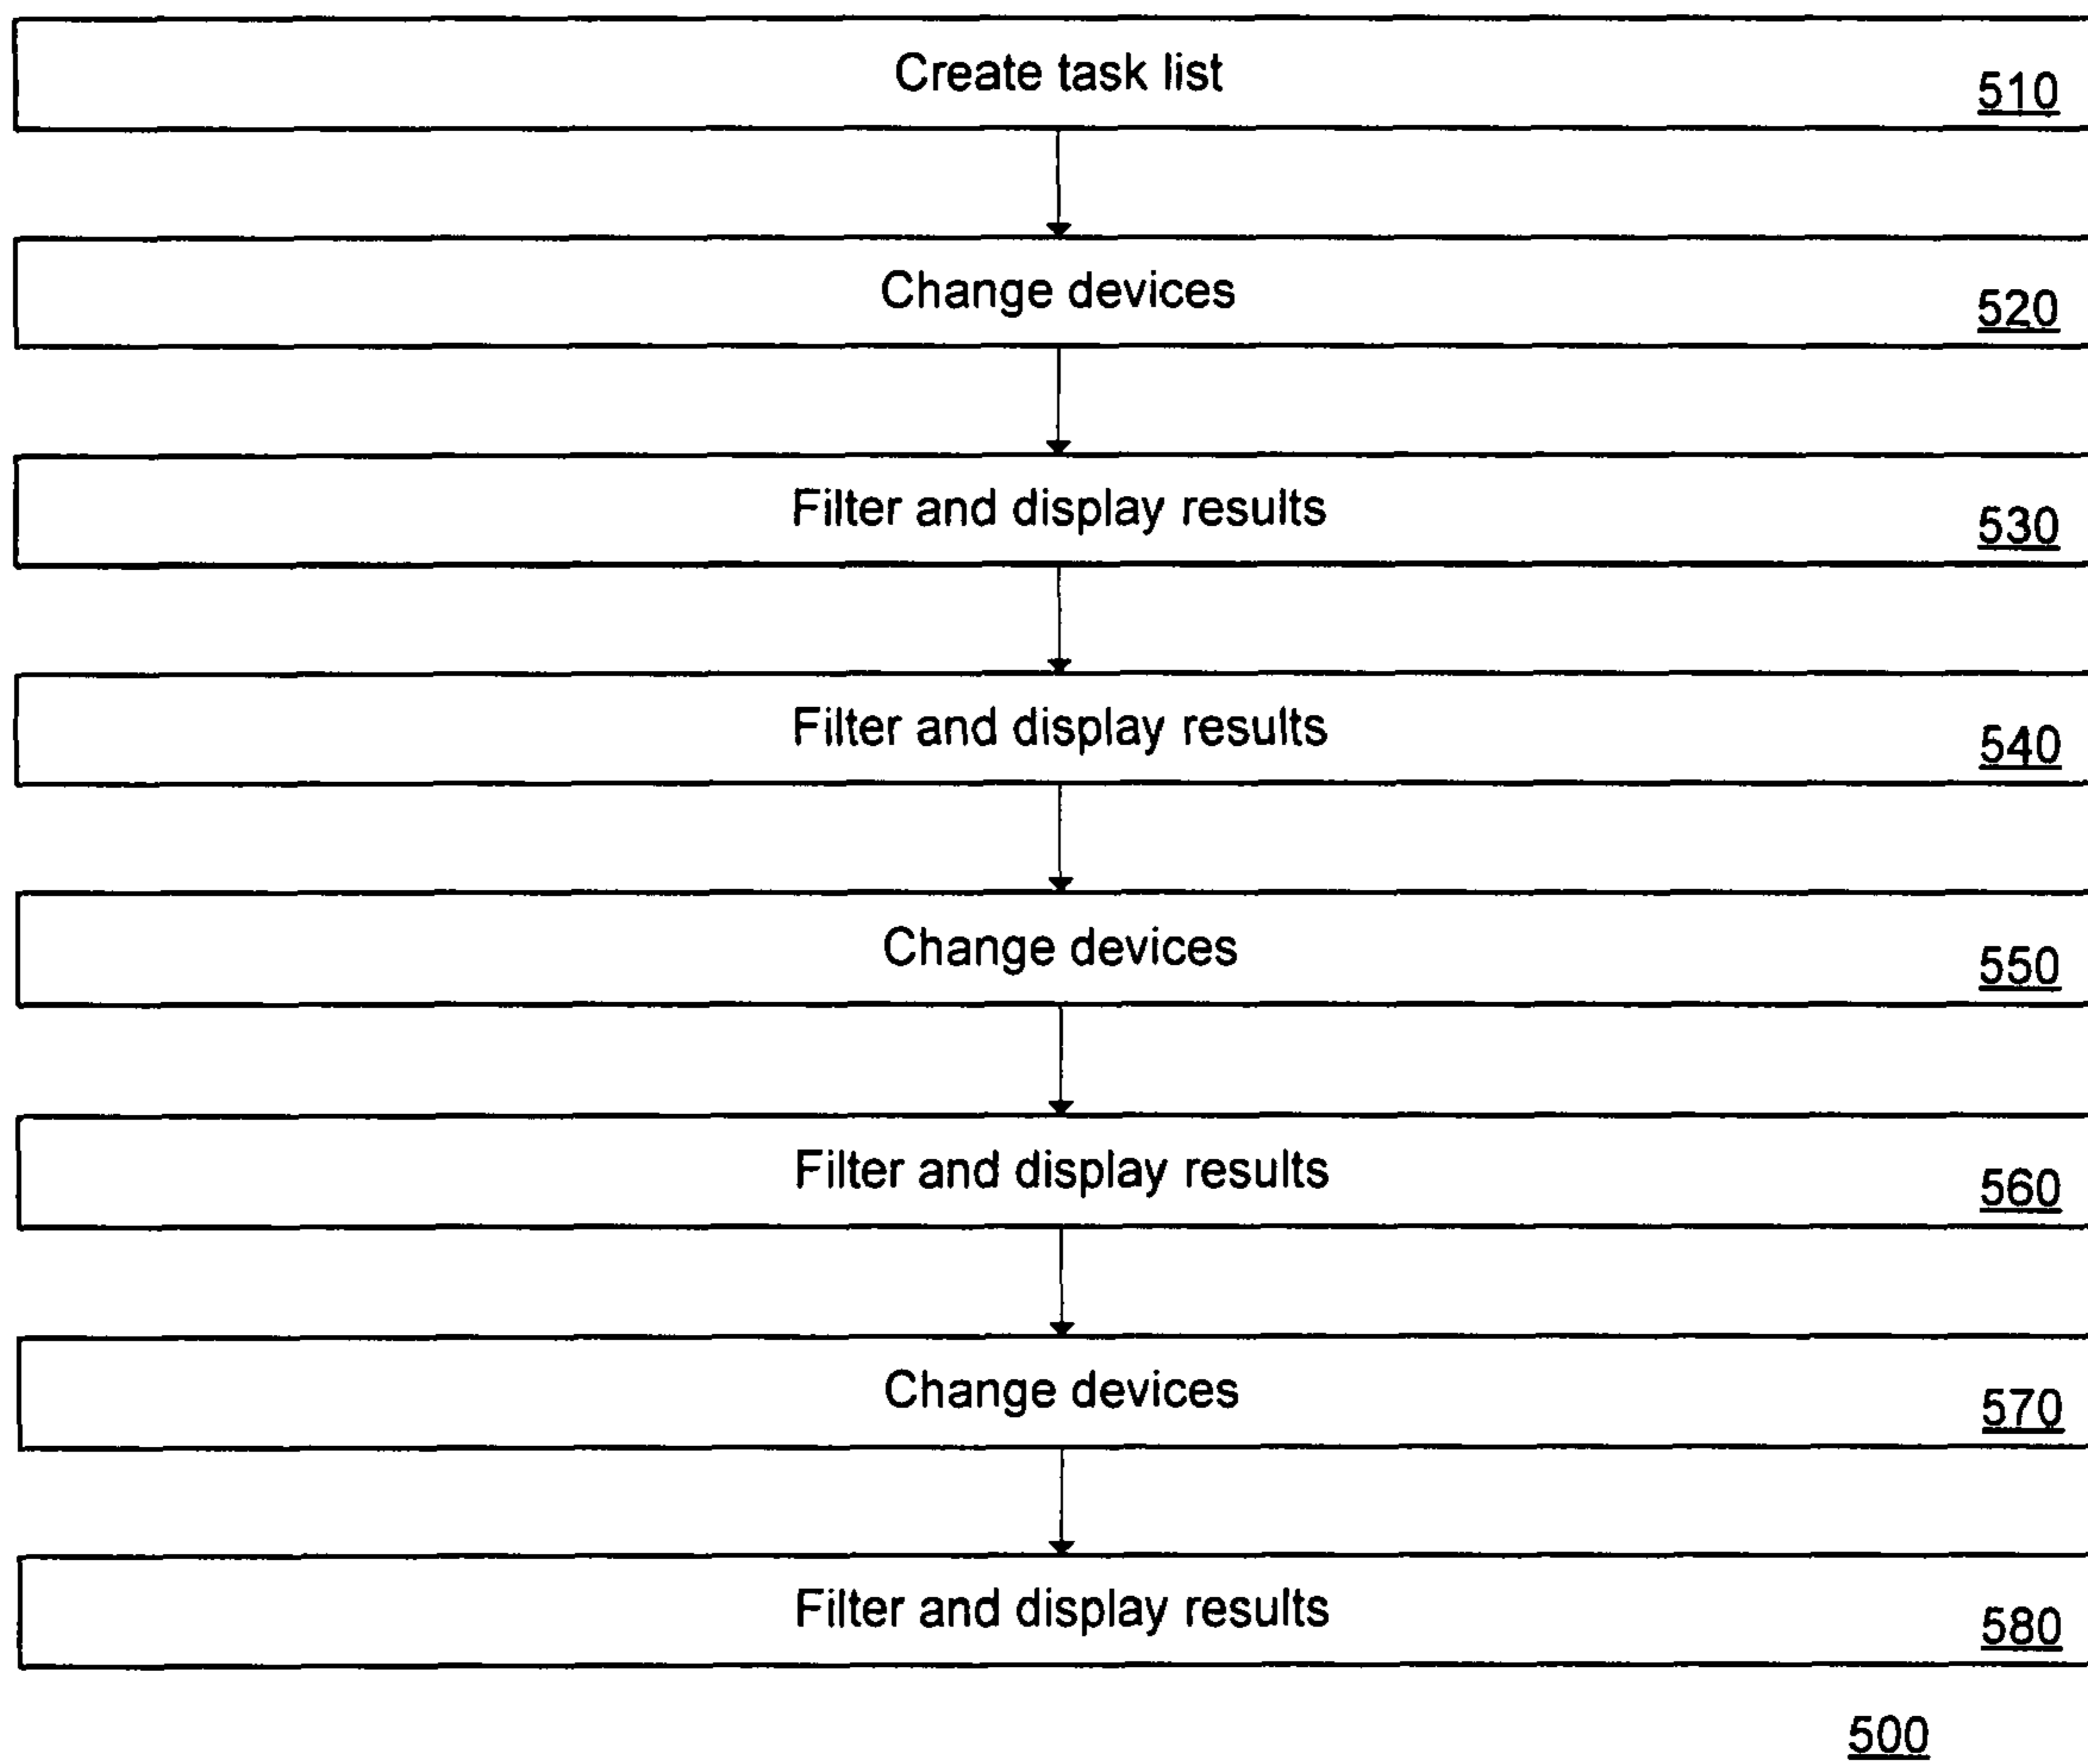 Create task list
510
Change devices
520
Filter and display results
530
Filter and display results
540
Change devices
550
Filter and display results
560
Change devices
570
Filter and display results
580
500